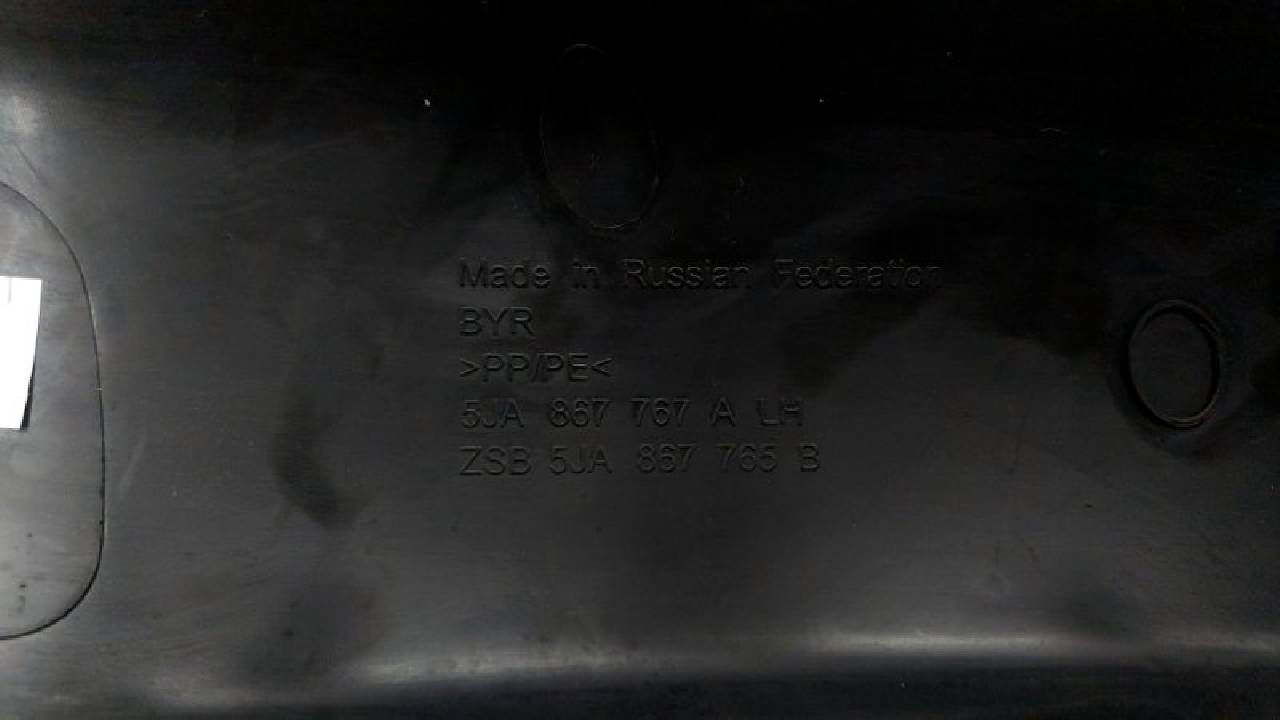 Made in Russian Federation
BYR
>PP/PE<
5JA 867 767 A LH
ZSB 5JA 867 765 B